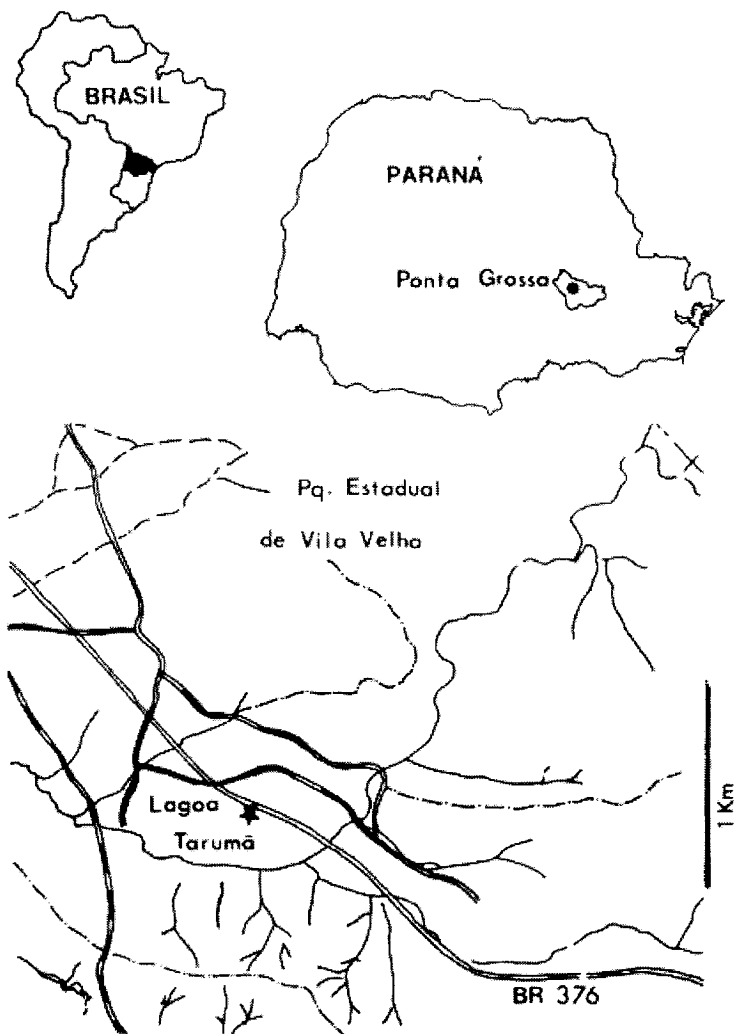 BRASIL
PARANÁ
Ponta Grossa
Pq. Estadual
de Vila Velha
Lagoa
Tarumã
1 Km
BR 376